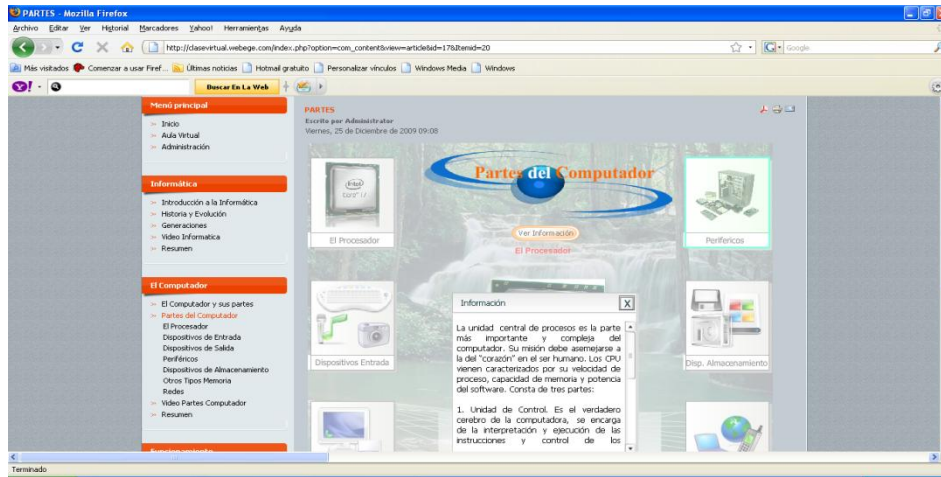 PARTES - Mozilla Firefox
Archivo Editar Ver Historial Marcadores Yahoo! Herramientas Ayuda
http://clasevirtual.webege.com/index.php?option=com_content&view=article&id=17&Itemid=20
Google
Más visitados Comenzar a usar Firef... Últimas noticias Hotmail gratuito Personalizar vínculos Windows Media Windows
Y! Buscar En La Web
Menú principal
Inicio
Aula Virtual
Administración
Informática
Introducción a la Informática
Historia y Evolución
Generaciones
Video Informatica
Resumen
El Computador
El Computador y sus partes
Partes del Computador
El Procesador
Dispositivos de Entrada
Dispositivos de Salida
Periféricos
Dispositivos de Almacenamiento
Otros Tipos Memoria
Redes
Video Partes Computador
Resumen
Funcionamiento
PARTES
Escrito por Administrator
Viernes, 25 de Diciembre de 2009 09:08
Partes del Computador
(intel)
Core i7
El Procesador
Ver Información
El Procesador
Perifericos
Dispositivos Entrada
Disp. Almacenamiento
Información
X
La unidad central de procesos es la parte
más importante y compleja del
computador. Su misión debe asemejarse a
la del "corazón" en el ser humano. Los CPU
vienen caracterizados por su velocidad de
proceso, capacidad de memoria y potencia
del software. Consta de tres partes:
1. Unidad de Control. Es el verdadero
cerebro de la computadora, se encarga
de la interpretación y ejecución de las
instrucciones y control de los
Terminado